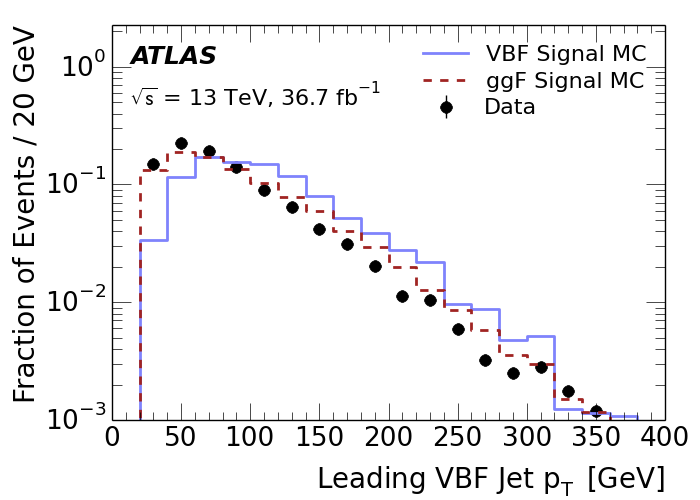 ATLAS
√s = 13 TeV, 36.7 fb⁻¹
VBF Signal MC
ggF Signal MC
Data
Fraction of Events / 20 GeV
10⁰
10⁻¹
10⁻²
10⁻³
0 50 100 150 200 250 300 350 400
Leading VBF Jet p_T [GeV]